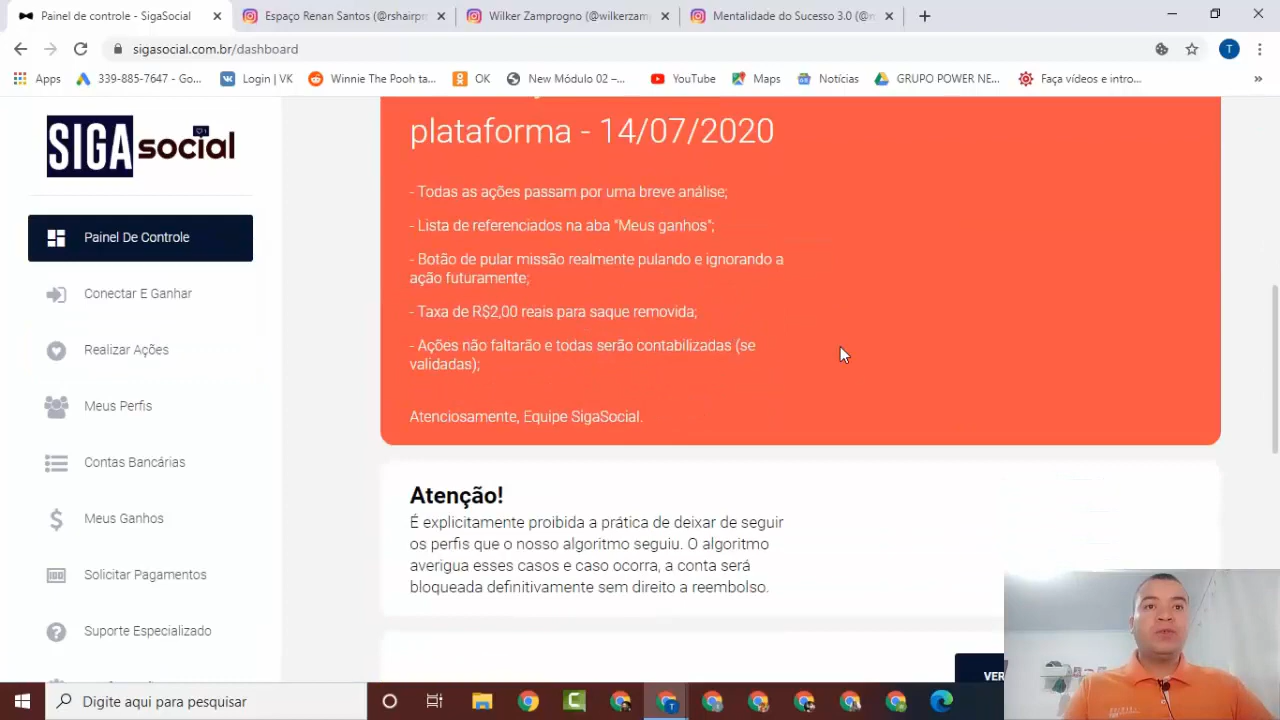 Painel de controle - SigaSocial
Espaço Renan Santos (@rshairpr
Wilker Zamprogno (@wilkerzam
Mentalidade do Sucesso 3.0 (@m
sigasocial.com.br/dashboard
T
Apps
339-885-7647 - Go...
Login | VK
Winnie The Pooh ta...
OK
New Módulo 02 –...
YouTube
Maps
Notícias
GRUPO POWER NE...
Faça vídeos e intro...
»
SIGA social
Painel De Controle
Conectar E Ganhar
Realizar Ações
Meus Perfis
Contas Bancárias
Meus Ganhos
Solicitar Pagamentos
Suporte Especializado
plataforma - 14/07/2020
- Todas as ações passam por uma breve análise;
- Lista de referenciados na aba "Meus ganhos";
- Botão de pular missão realmente pulando e ignorando a
ação futuramente;
- Taxa de R$2,00 reais para saque removida;
- Ações não faltarão e todas serão contabilizadas (se
validadas);
Atenciosamente, Equipe SigaSocial.
Atenção!
É explicitamente proibida a prática de deixar de seguir
os perfis que o nosso algoritmo seguiu. O algoritmo
averigua esses casos e caso ocorra, a conta será
bloqueada definitivamente sem direito a reembolso.
VER
Digite aqui para pesquisar